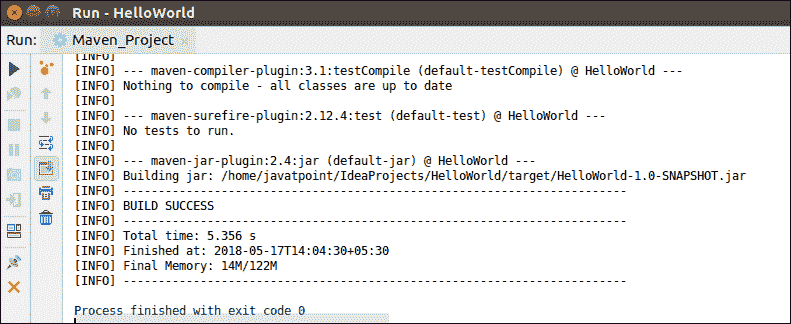 Run - HelloWorld
Run: Maven_Project
[INFO]
[INFO] --- maven-compiler-plugin:3.1:testCompile (default-testCompile) @ HelloWorld ---
[INFO] Nothing to compile - all classes are up to date
[INFO]
[INFO] --- maven-surefire-plugin:2.12.4:test (default-test) @ HelloWorld ---
[INFO] No tests to run.
[INFO]
[INFO] --- maven-jar-plugin:2.4:jar (default-jar) @ HelloWorld ---
[INFO] Building jar: /home/javatpoint/IdeaProjects/HelloWorld/target/HelloWorld-1.0-SNAPSHOT.jar
[INFO] ------------------------------------------------------------------------
[INFO] BUILD SUCCESS
[INFO] ------------------------------------------------------------------------
[INFO] Total time: 5.356 s
[INFO] Finished at: 2018-05-17T14:04:30+05:30
[INFO] Final Memory: 14M/122M
[INFO] ------------------------------------------------------------------------
Process finished with exit code 0